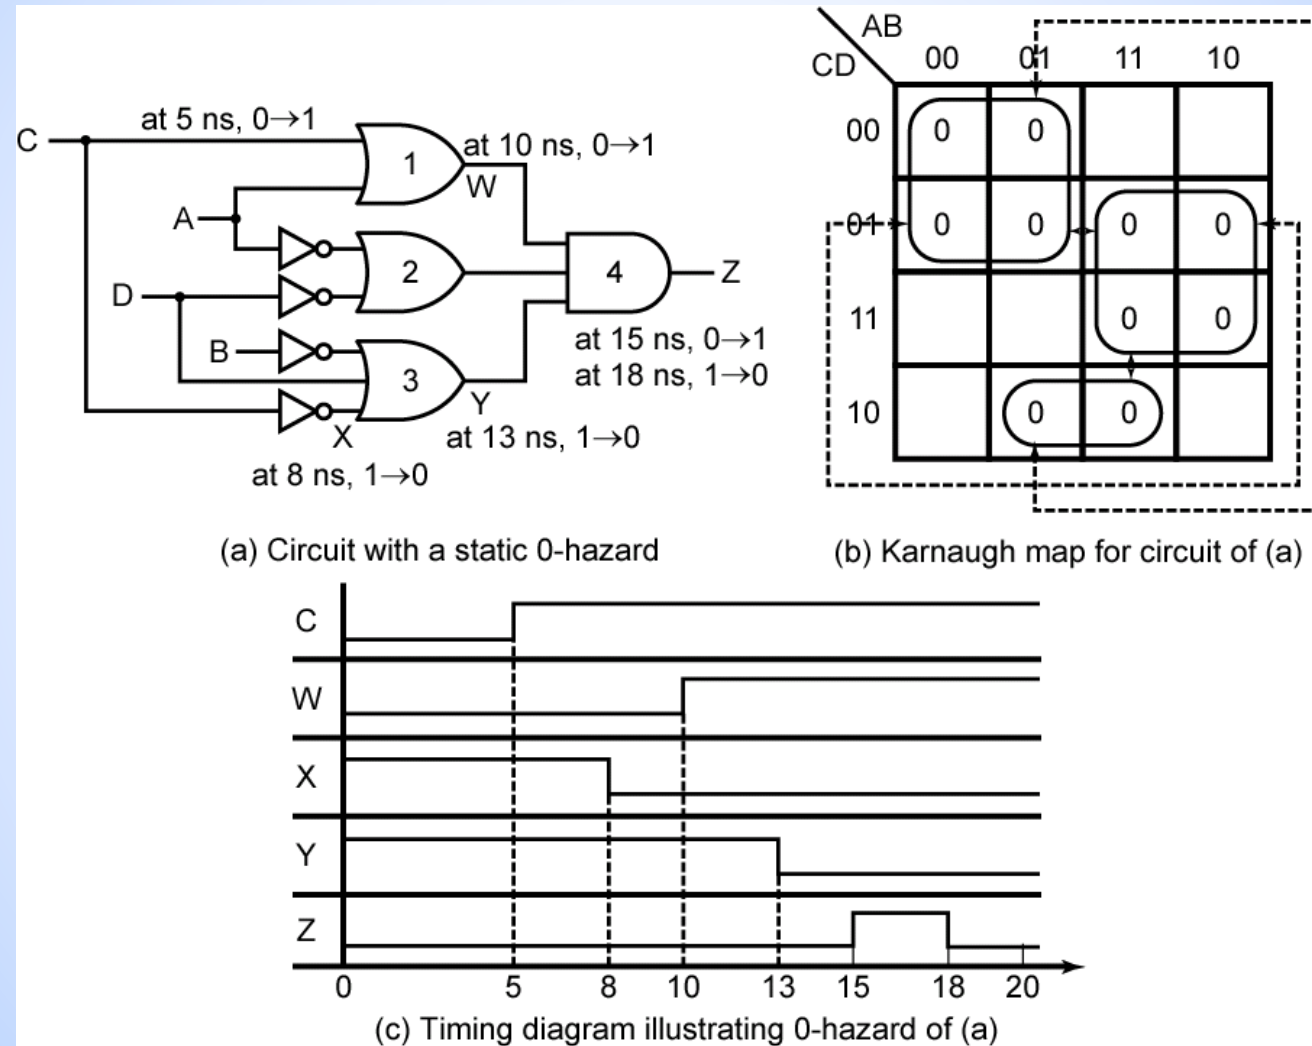 C
at 5 ns, 0→1
1
at 10 ns, 0→1
W
A
2
4
Z
D
at 15 ns, 0→1
at 18 ns, 1→0
B
3
Y
X
at 13 ns, 1→0
at 8 ns, 1→0
(a) Circuit with a static 0-hazard
AB
CD
00 01 11 10
00 0 0
01 0 0 0 0
11 0 0
10 0 0
(b) Karnaugh map for circuit of (a)
C
W
X
Y
Z
0 5 8 10 13 15 18 20
(c) Timing diagram illustrating 0-hazard of (a)